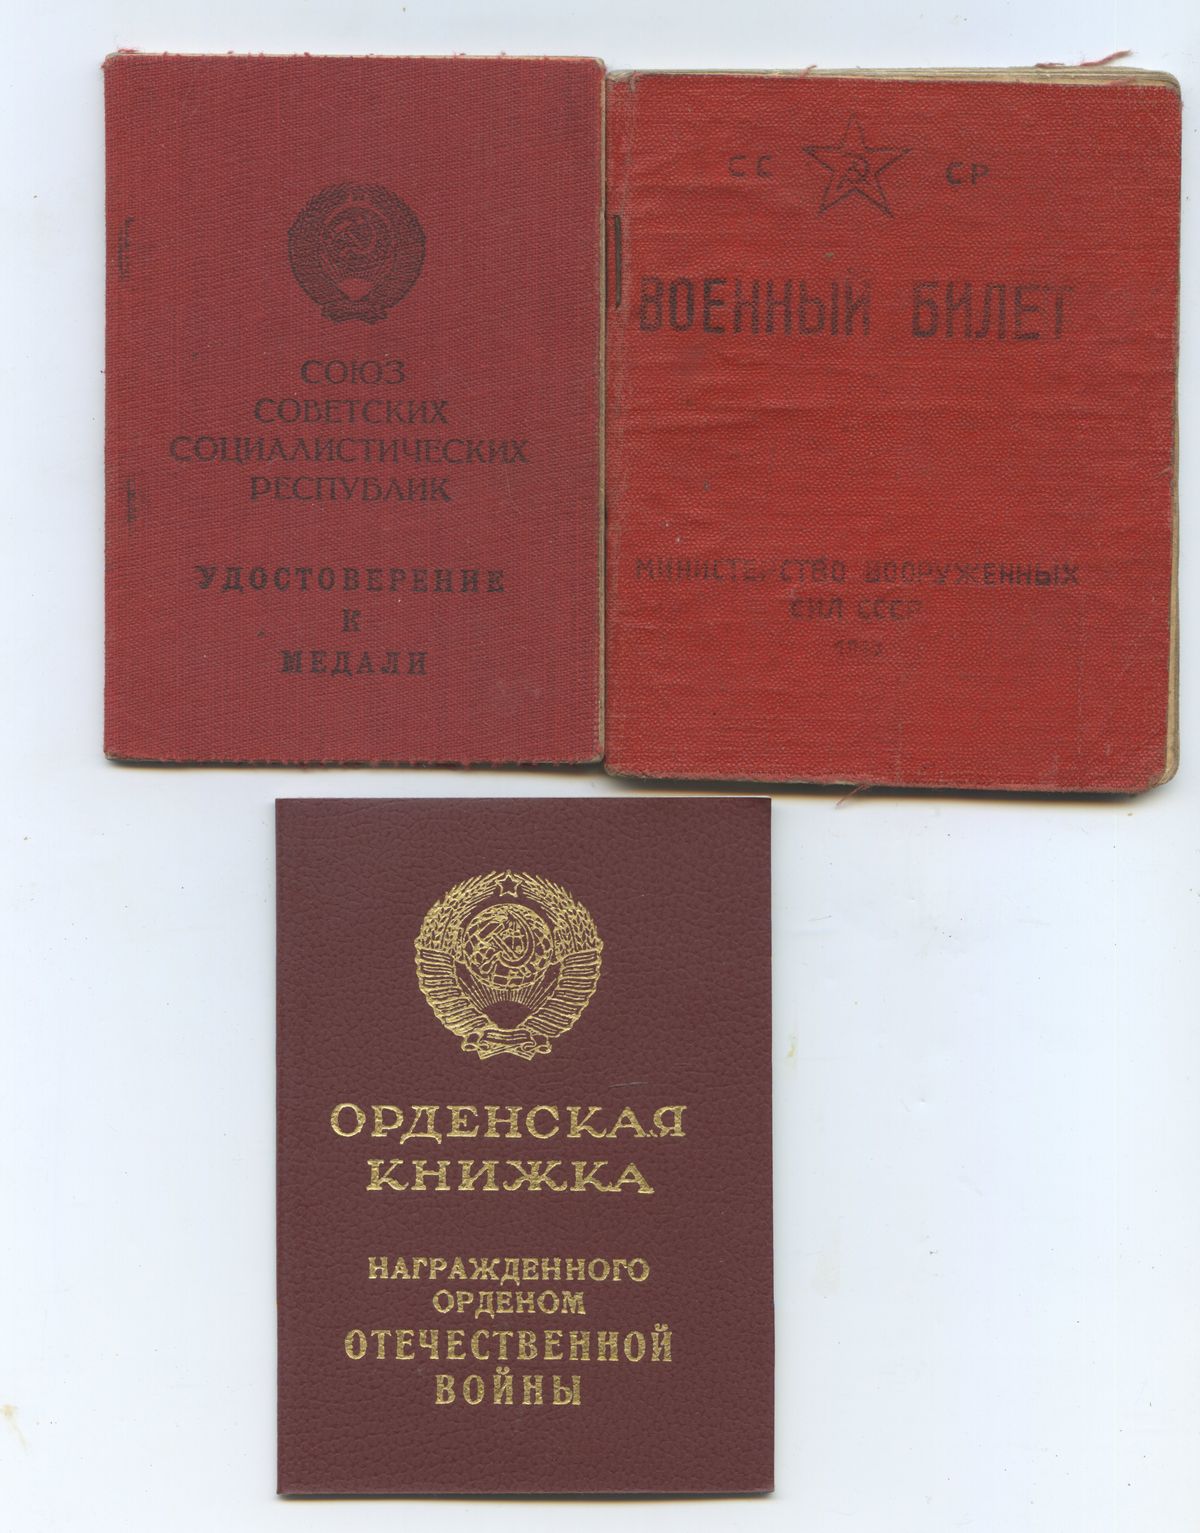 СОЮЗ
СОВЕТСКИХ
СОЦИАЛИСТИЧЕСКИХ
РЕСПУБЛИК
УДОСТОВЕРЕНИЕ
К
МЕДАЛИ
СС СР
ВОЕННЫЙ БИЛЕТ
МИНИСТЕРСТВО ВООРУЖЕННЫХ
СИЛ СССР
ОРДЕНСКАЯ
КНИЖКА
НАГРАЖДЕННОГО
ОРДЕНОМ
ОТЕЧЕСТВЕННОЙ
ВОЙНЫ